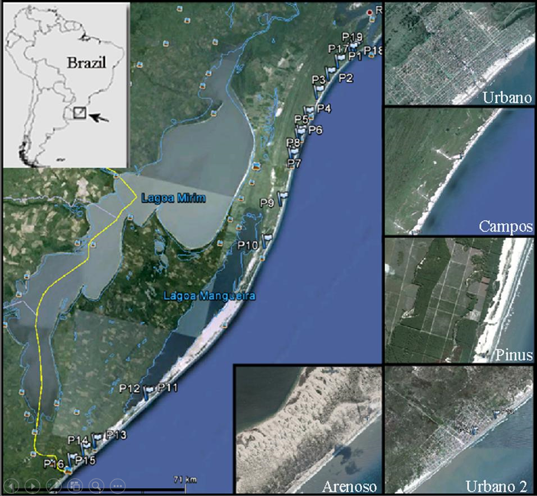 Brazil
R
P19
P17
P18
P1
P2
P3
P4
P5
P6
P8
P7
Lagoa Mirim
P9
P10
Lagoa Mangueira
P12
P11
P14
P13
P16
P15
71 km
Urbano
Campos
Pinus
Arenoso
Urbano 2